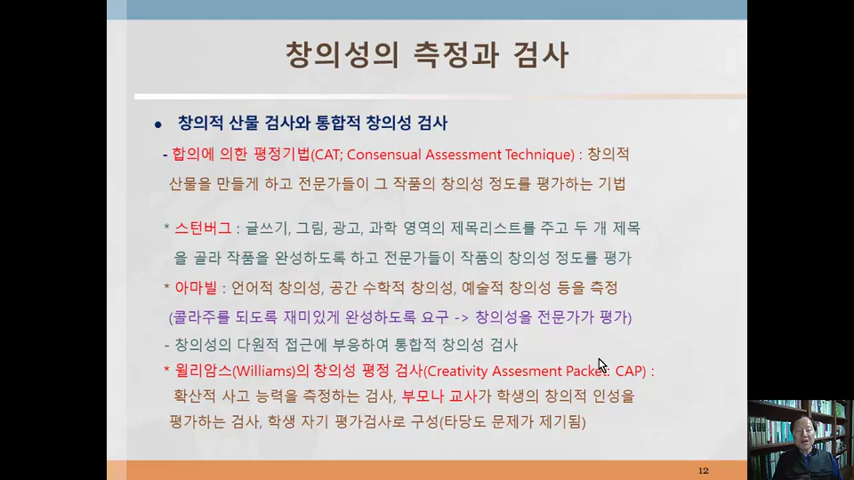 창의성의 측정과 검사
● 창의적 산물 검사와 통합적 창의성 검사
- 합의에 의한 평정기법(CAT; Consensual Assessment Technique) : 창의적
산물을 만들게 하고 전문가들이 그 작품의 창의성 정도를 평가하는 기법
* 스턴버그 : 글쓰기, 그림, 광고, 과학 영역의 제목리스트를 주고 두 개 제목
을 골라 작품을 완성하도록 하고 전문가들이 작품의 창의성 정도를 평가
* 아마빌 : 언어적 창의성, 공간 수학적 창의성, 예술적 창의성 등을 측정
(콜라주를 되도록 재미있게 완성하도록 요구 -> 창의성을 전문가가 평가)
- 창의성의 다원적 접근에 부응하여 통합적 창의성 검사
* 윌리암스(Williams)의 창의성 평정 검사(Creativity Assesment Packet: CAP) :
확산적 사고 능력을 측정하는 검사, 부모나 교사가 학생의 창의적 인성을
평가하는 검사, 학생 자기 평가검사로 구성(타당도 문제가 제기됨)
12